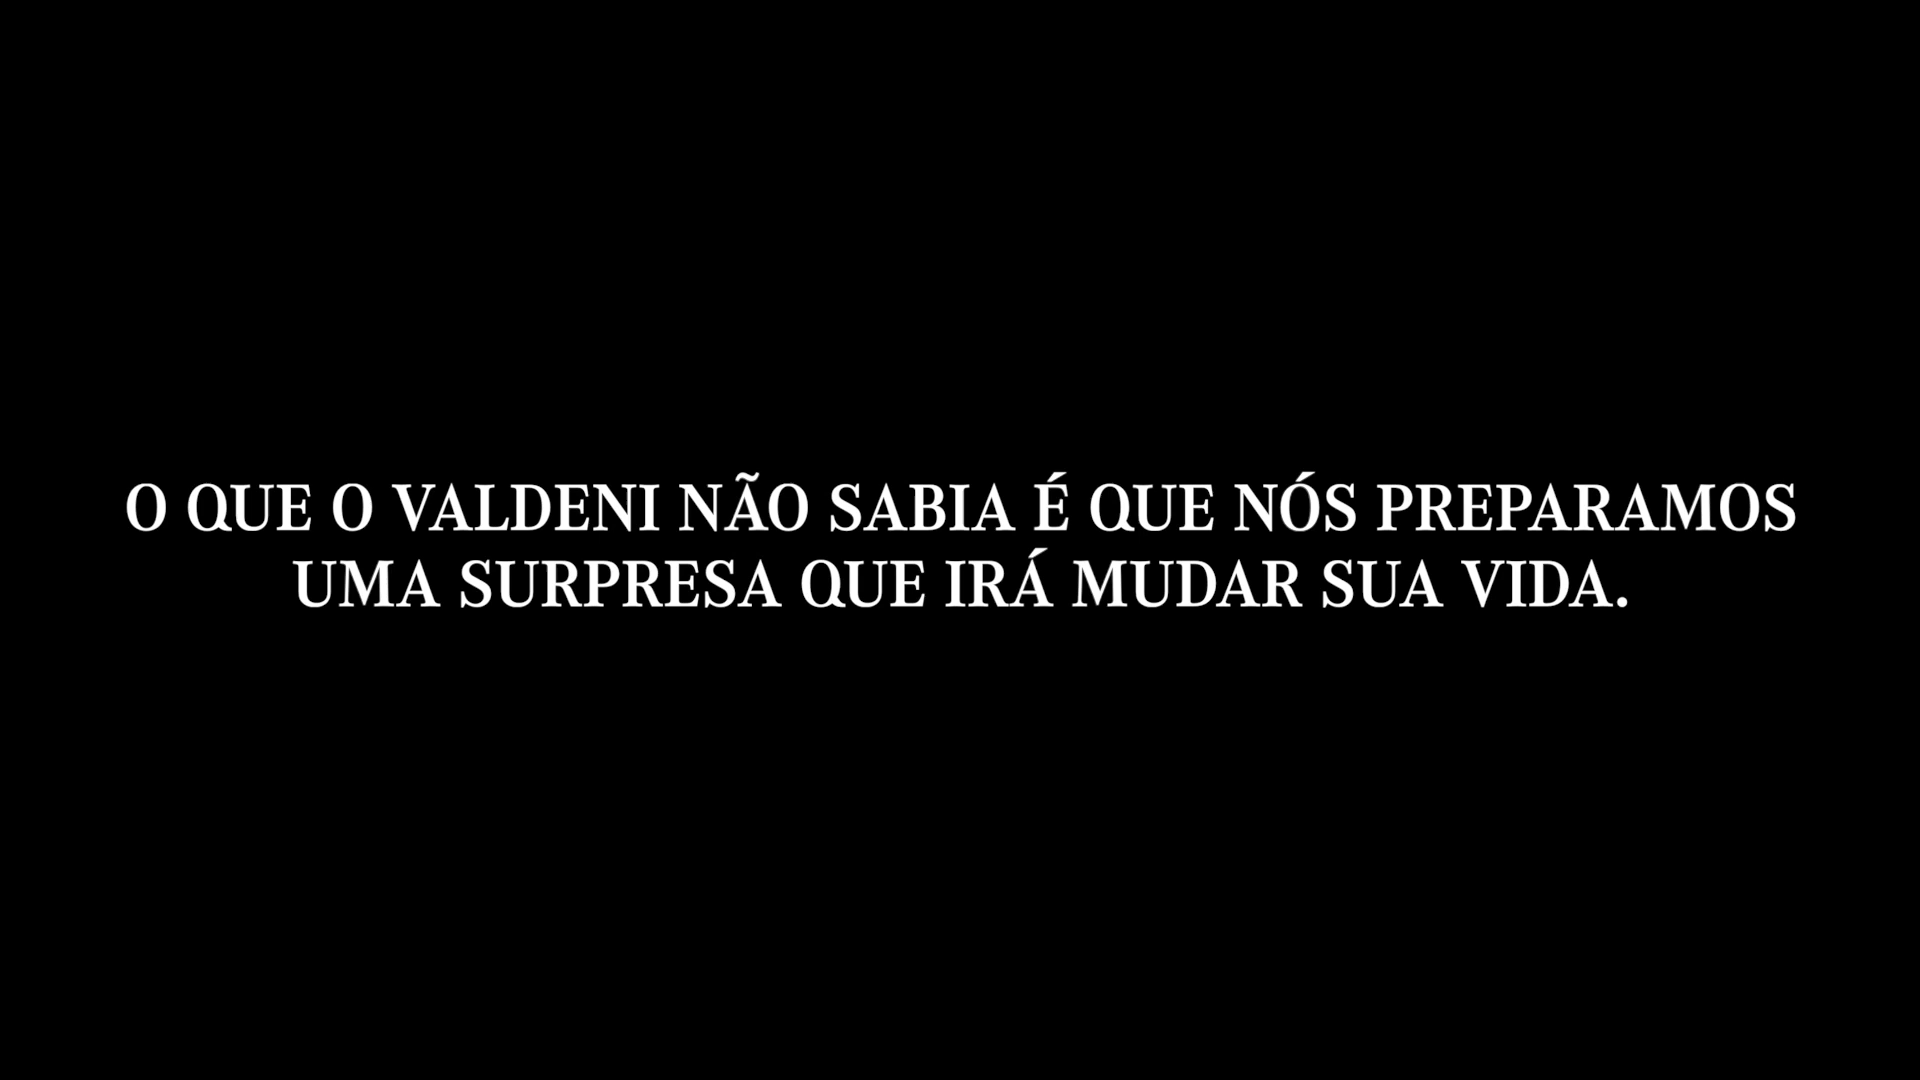 O QUE O VALDENI NÃO SABIA É QUE NÓS PREPARAMOS
UMA SURPRESA QUE IRÁ MUDAR SUA VIDA.